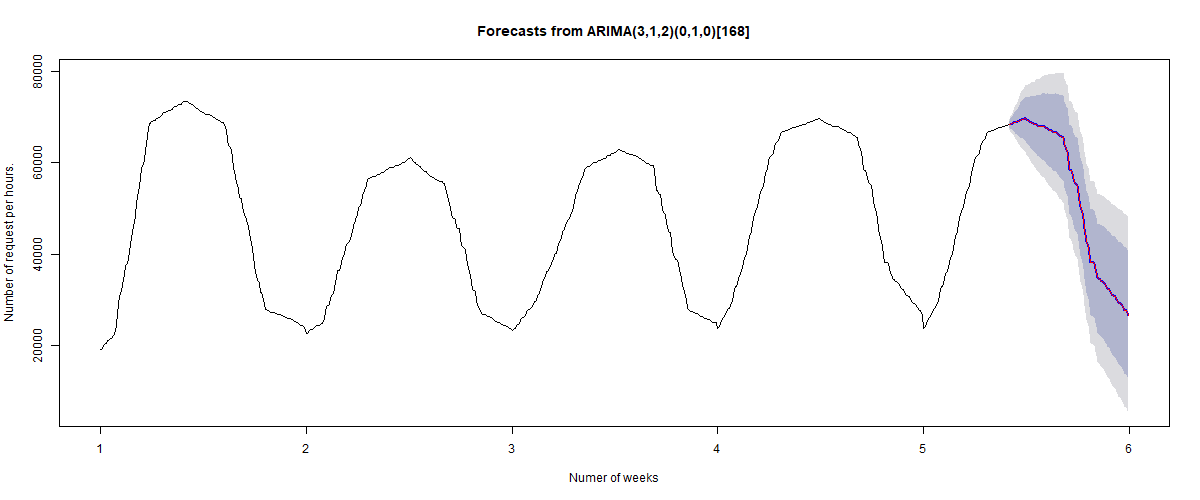 Forecasts from ARIMA(3,1,2)(0,1,0)[168]
Number of request per hours.
80000
60000
40000
20000
1 2 3 4 5 6
Numer of weeks